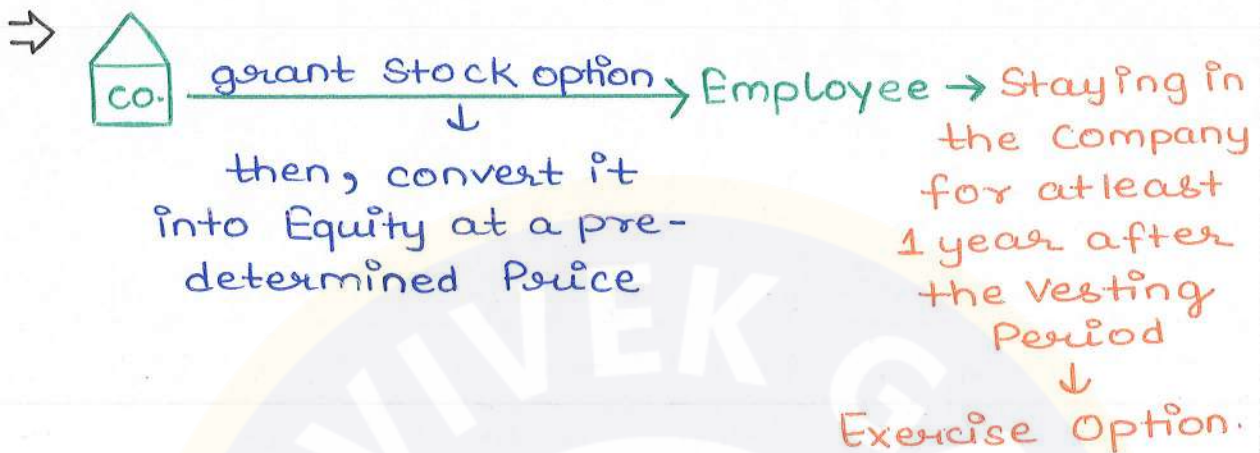 ⇒ CO. grant Stock option → Employee → Staying in
the Company
for atleast
1 year after
the vesting
Period
↓
Exercise Option.
↓
then, convert it
into Equity at a pre-
determined Price
VIVEK G